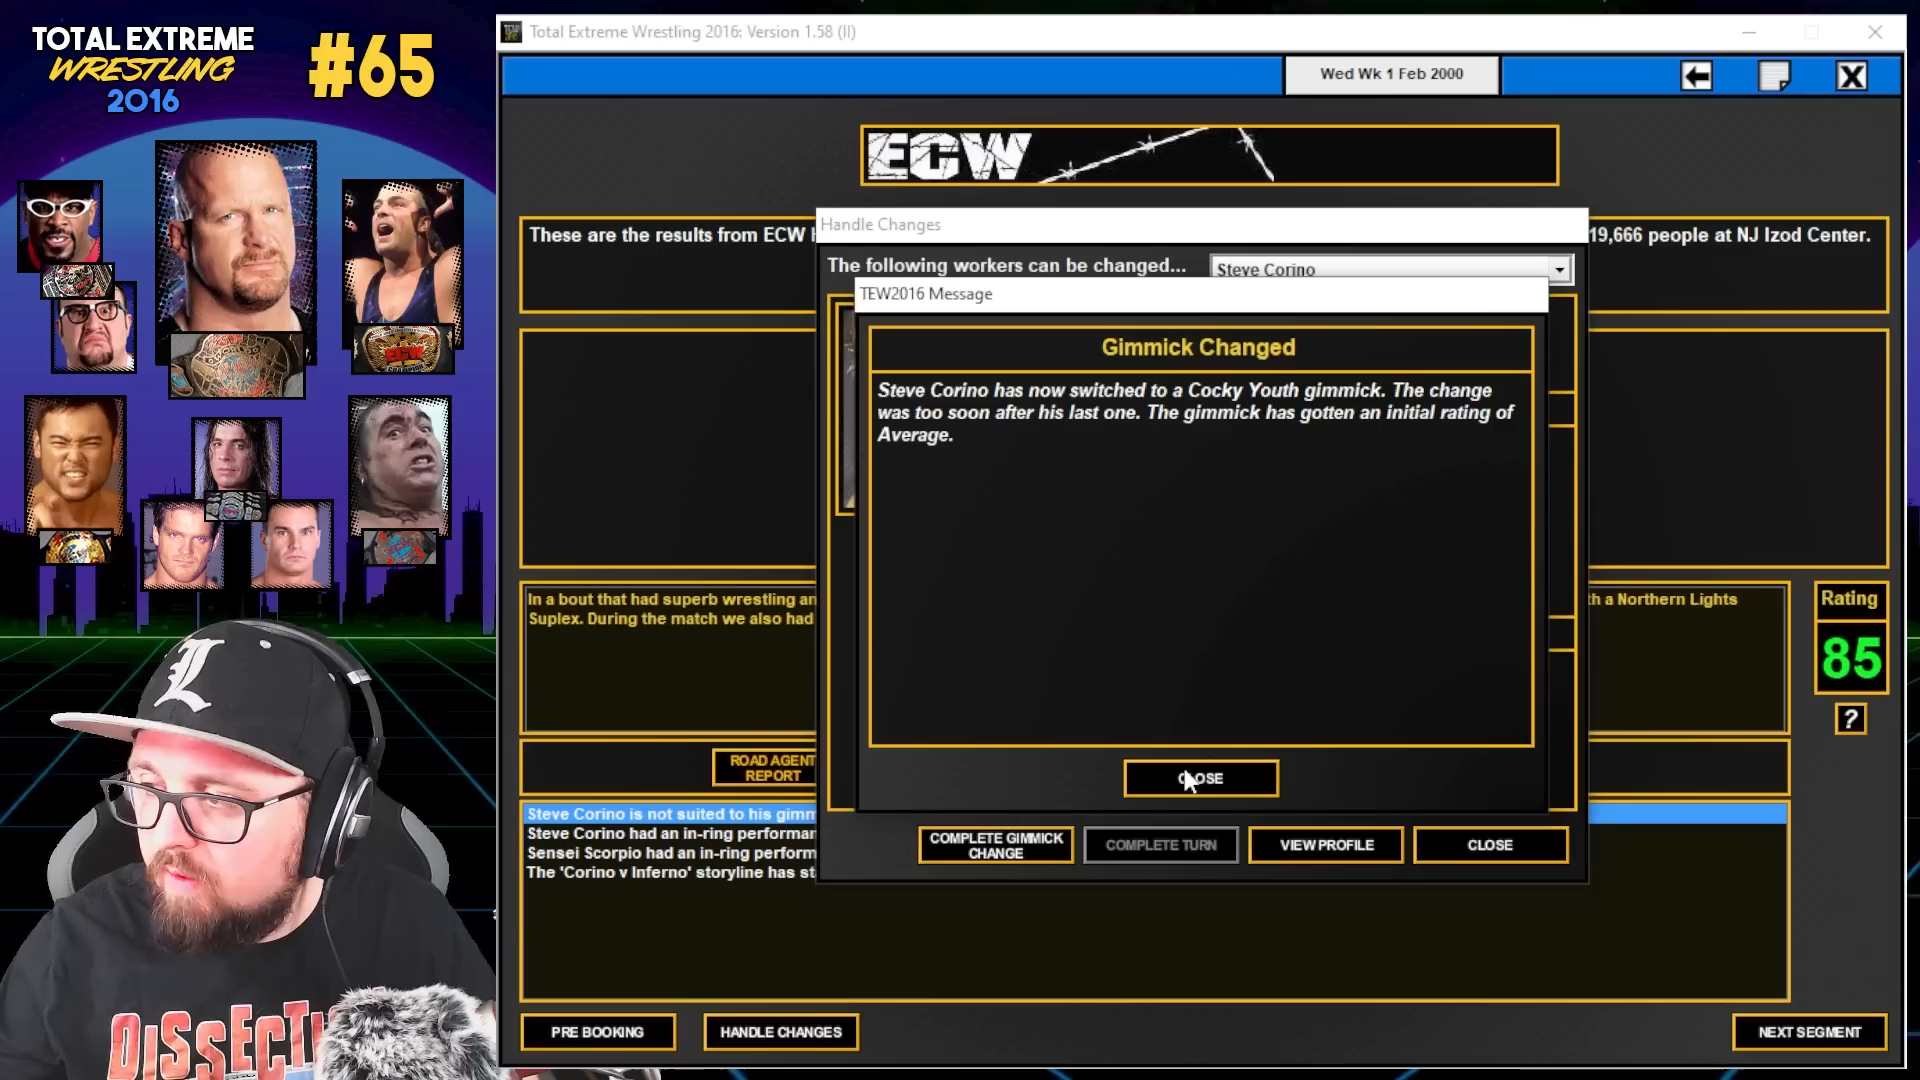 TOTAL EXTREME
WRESTLING
2016
#65
Total Extreme Wrestling 2016: Version 1.58 (II)
Wed Wk 1 Feb 2000
ECW
These are the results from ECW
19,666 people at NJ Izod Center.
Handle Changes
The following workers can be changed...
Steve Corino
TEW2016 Message
Gimmick Changed
Steve Corino has now switched to a Cocky Youth gimmick. The change
was too soon after his last one. The gimmick has gotten an initial rating of
Average.
CLOSE
In a bout that had superb wrestling an
th a Northern Lights
Suplex. During the match we also had
Rating
85
?
ROAD AGENT
REPORT
COMPLETE GIMMICK
CHANGE
COMPLETE TURN
VIEW PROFILE
CLOSE
Steve Corino is not suited to his gimm
Steve Corino had an in-ring performan
Sensei Scorpio had an in-ring perform
The 'Corino v Inferno' storyline has st
PRE BOOKING
HANDLE CHANGES
NEXT SEGMENT
L
DISSECT